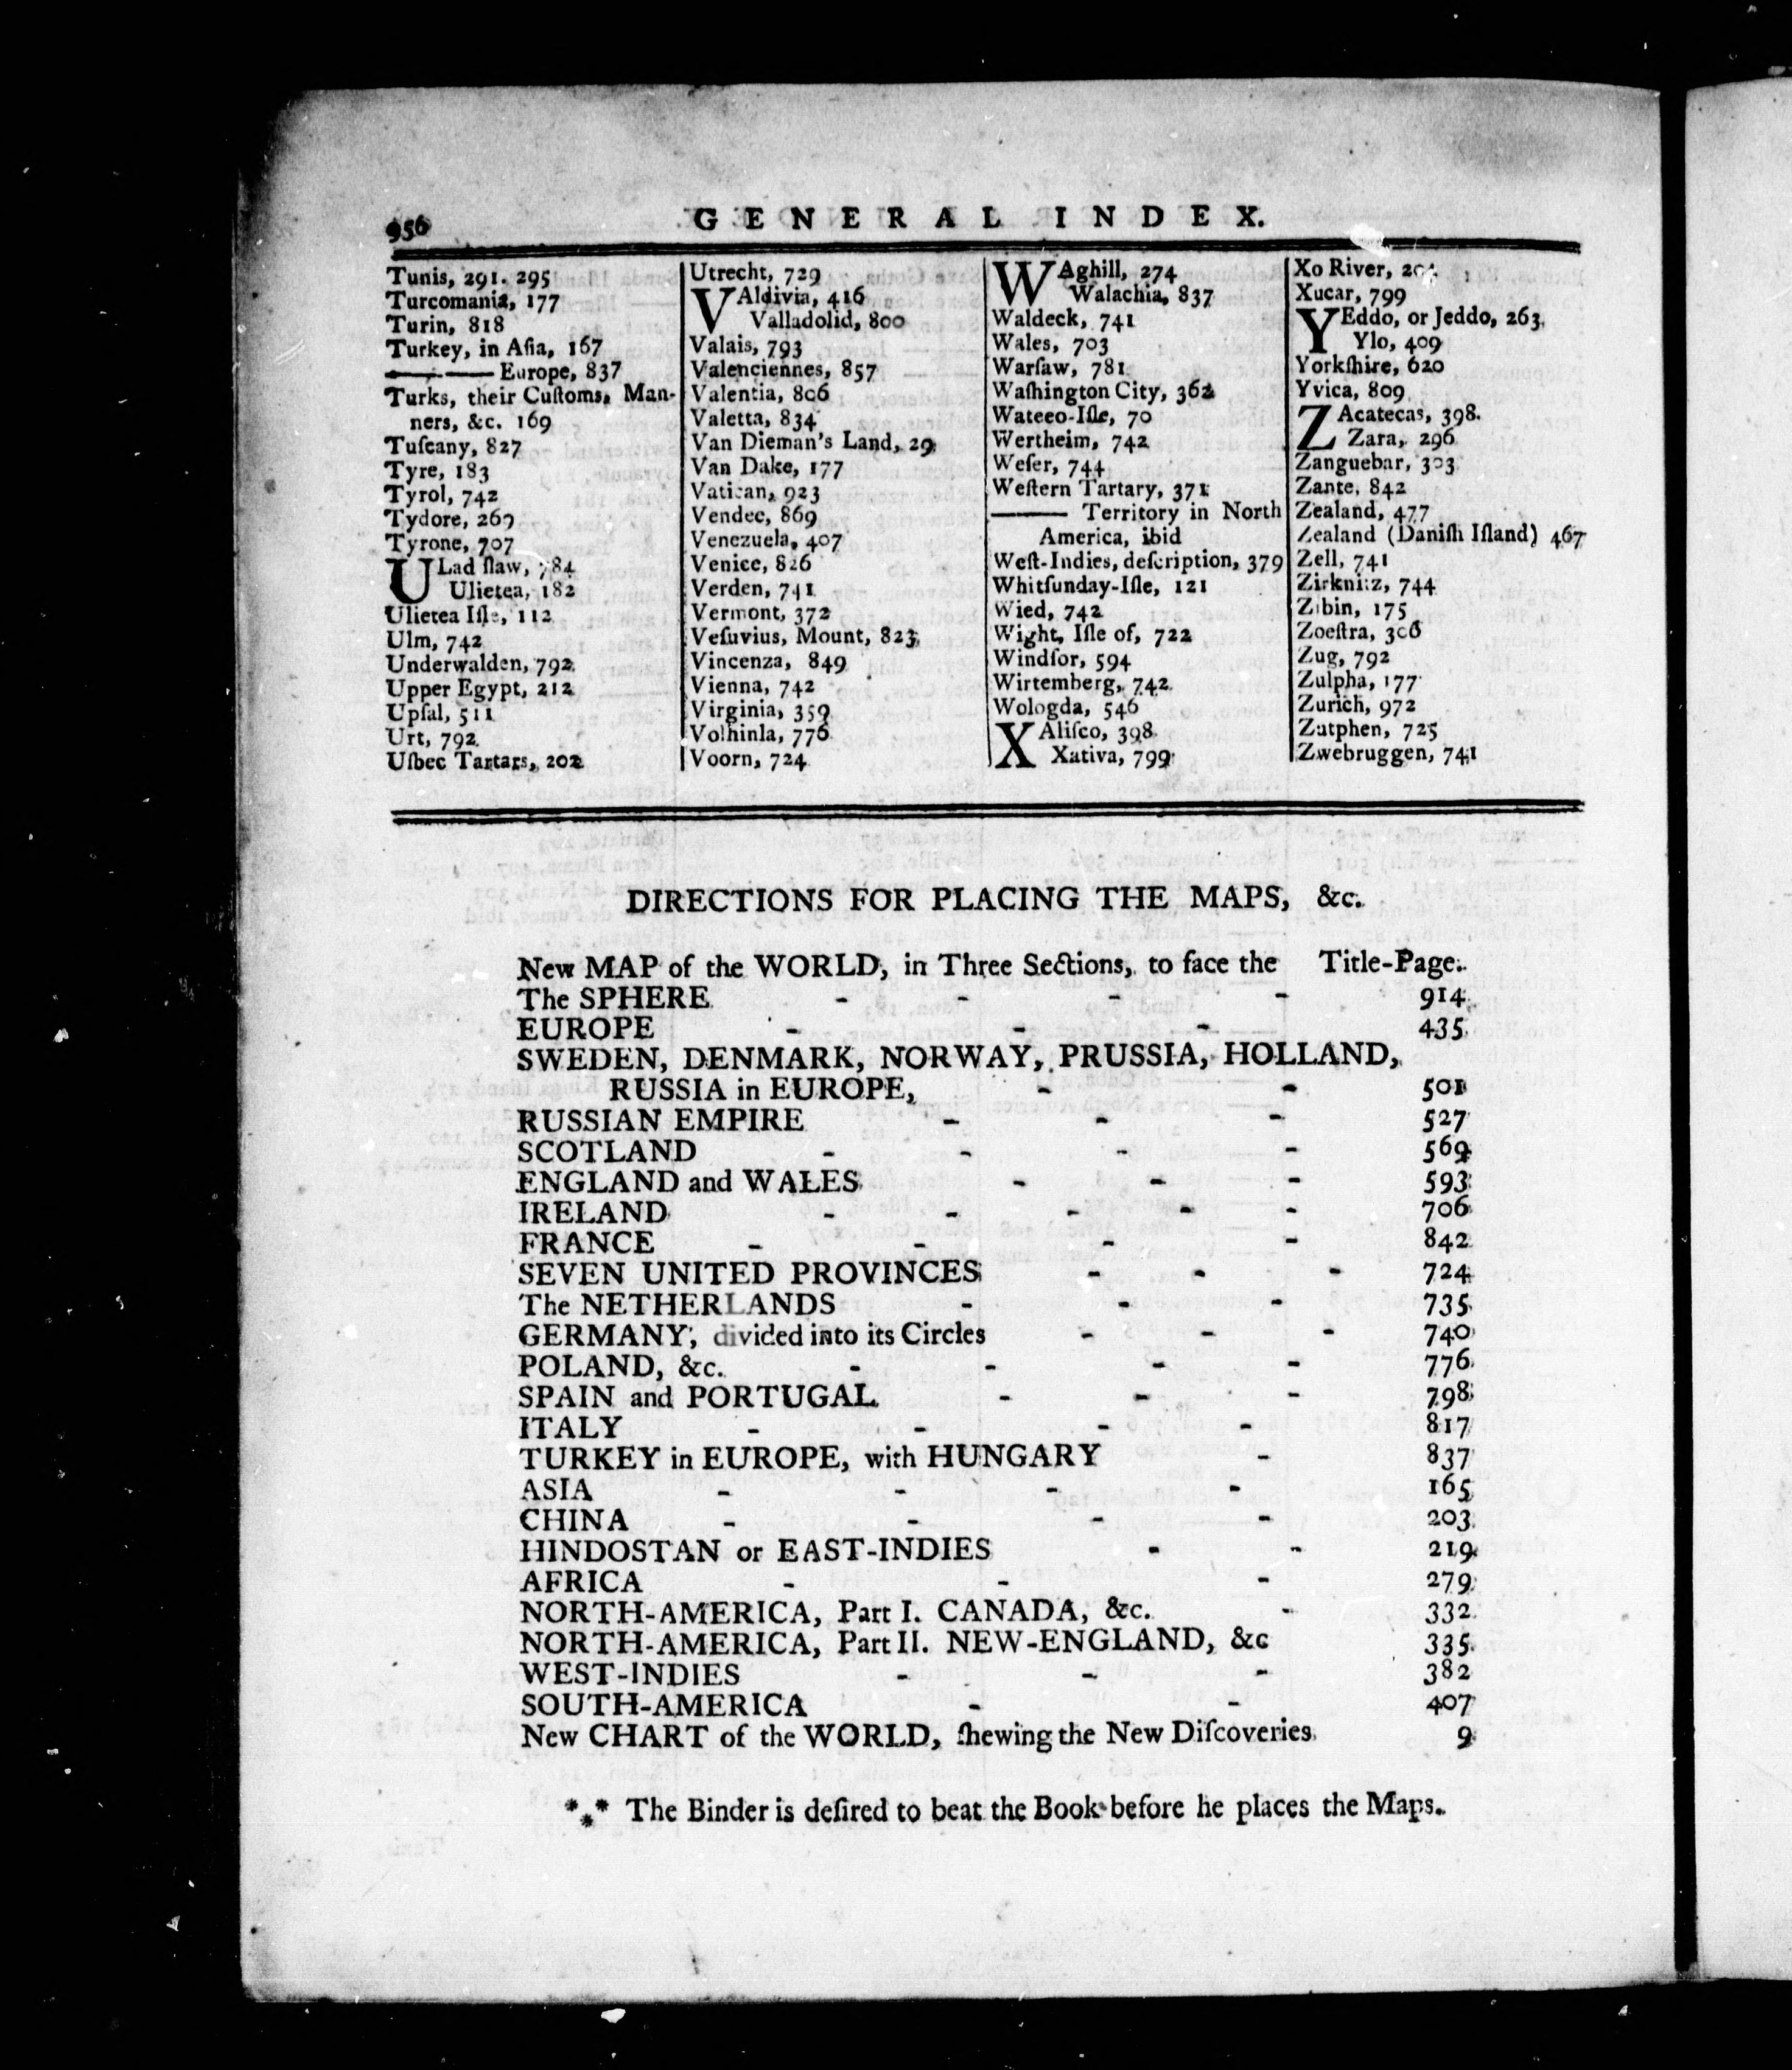 956
GENERAL INDEX.
Tunis, 291. 295
Turcomania, 177
Turin, 818
Turkey, in Aſia, 167
——— Europe, 837
Turks, their Cuſtoms, Man-
ners, &c. 169
Tuſcany, 827
Tyre, 183
Tyrol, 742
Tydore, 269
Tyrone, 707
ULad ſlaw, 784
Ulietea, 182
Ulietea Iſle, 112
Ulm, 742
Underwalden, 792
Upper Egypt, 212
Upſal, 511
Urt, 792
Uſbec Tartars, 202
Utrecht, 729
VAldivia, 416
Valladolid, 800
Valais, 793
Valenciennes, 857
Valentia, 806
Valetta, 834
Van Dieman's Land, 29
Van Dake, 177
Vatican, 923
Vendee, 869
Venezuela, 407
Venice, 826
Verden, 741
Vermont, 372
Veſuvius, Mount, 823
Vincenza, 849
Vienna, 742
Virginia, 359
Volhinla, 776
Voorn, 724
WAghill, 274
Walachia, 837
Waldeck, 741
Wales, 703
Warſaw, 781
Waſhington City, 362
Wateeo-Iſle, 70
Wertheim, 742
Weſer, 744
Weſtern Tartary, 371
——— Territory in North
America, ibid
Weſt-Indies, deſcription, 379
Whitſunday-Iſle, 121
Wied, 742
Wight, Iſle of, 722
Windſor, 594
Wirtemberg, 742
Wologda, 546
XAliſco, 398
Xativa, 799
Xo River,
Xucar, 799
YEddo, or Jeddo, 263
Ylo, 409
Yorkſhire, 620
Yvica, 809
ZAcatecas, 398.
Zara, 296
Zanguebar, 303
Zante, 842
Zealand, 477
Zealand (Daniſh Iſland) 467
Zell, 741
Zirknitz, 744
Zibin, 175
Zoeſtra, 306
Zug, 792
Zulpha, 177
Zurich, 972
Zutphen, 725
Zwebruggen, 741
DIRECTIONS FOR PLACING THE MAPS, &c.
New MAP of the WORLD, in Three Sections, to face the Title-Page.
The SPHERE - - - - 914
EUROPE - - - 435
SWEDEN, DENMARK, NORWAY, PRUSSIA, HOLLAND,
RUSSIA in EUROPE, - - 501
RUSSIAN EMPIRE - - - 527
SCOTLAND - - - - 569
ENGLAND and WALES - - - 593
IRELAND - - - - - 706
FRANCE - - - - 842
SEVEN UNITED PROVINCES - - - 724
The NETHERLANDS - - - 735
GERMANY, divided into its Circles - - - 740
POLAND, &c. - - - - 776
SPAIN and PORTUGAL - - - 798
ITALY - - - - 817
TURKEY in EUROPE, with HUNGARY - 837
ASIA - - - - 165
CHINA - - - - 203
HINDOSTAN or EAST-INDIES - - 219
AFRICA - - - 279
NORTH-AMERICA, Part I. CANADA, &c. - 332
NORTH-AMERICA, Part II. NEW-ENGLAND, &c 335
WEST-INDIES - - - 382
SOUTH-AMERICA - - 407
New CHART of the WORLD, ſhewing the New Diſcoveries 9
*** The Binder is deſired to beat the Book before he places the Maps.